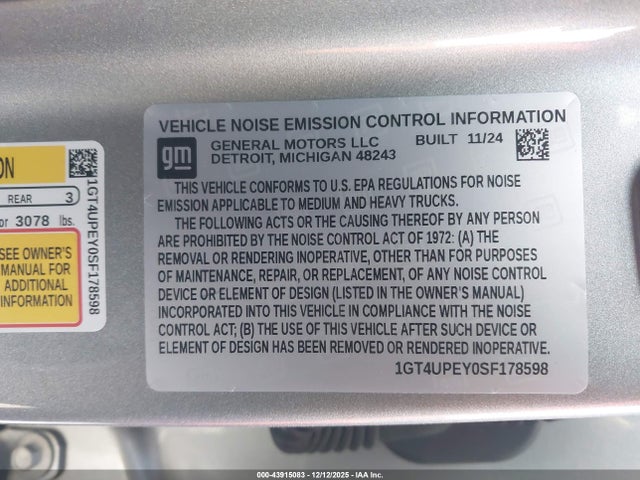 ON
REAR 3
or 3078 lbs.
SEE OWNER'S
MANUAL FOR
ADDITIONAL
INFORMATION
1GT4UPEY0SF178598
VEHICLE NOISE EMISSION CONTROL INFORMATION
gm
GENERAL MOTORS LLC BUILT 11/24
DETROIT, MICHIGAN 48243
THIS VEHICLE CONFORMS TO U.S. EPA REGULATIONS FOR NOISE
EMISSION APPLICABLE TO MEDIUM AND HEAVY TRUCKS.
THE FOLLOWING ACTS OR THE CAUSING THEREOF BY ANY PERSON
ARE PROHIBITED BY THE NOISE CONTROL ACT OF 1972: (A) THE
REMOVAL OR RENDERING INOPERATIVE, OTHER THAN FOR PURPOSES
OF MAINTENANCE, REPAIR, OR REPLACEMENT, OF ANY NOISE CONTROL
DEVICE OR ELEMENT OF DESIGN (LISTED IN THE OWNER'S MANUAL)
INCORPORATED INTO THIS VEHICLE IN COMPLIANCE WITH THE NOISE
CONTROL ACT; (B) THE USE OF THIS VEHICLE AFTER SUCH DEVICE OR
ELEMENT OF DESIGN HAS BEEN REMOVED OR RENDERED INOPERATIVE.
1GT4UPEY0SF178598
000-43915083 - 12/12/2025 - IAA Inc.